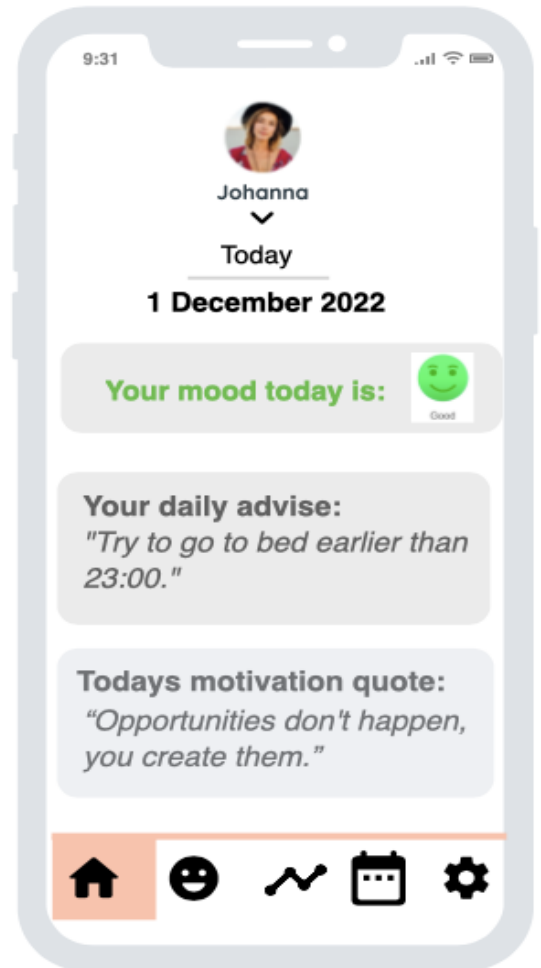 9:31
Johanna
Today
1 December 2022
Your mood today is:
Good
Your daily advise:
"Try to go to bed earlier than
23:00."
Todays motivation quote:
“Opportunities don't happen,
you create them.”